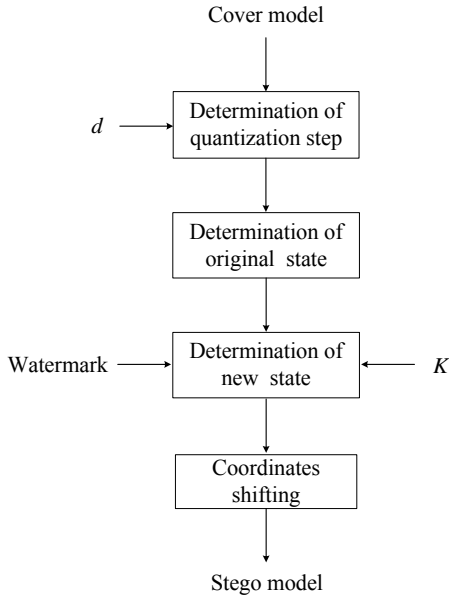 Cover model
Determination of
quantization step
d
Determination of
original state
Determination of
new state
Watermark
K
Coordinates
shifting
Stego model